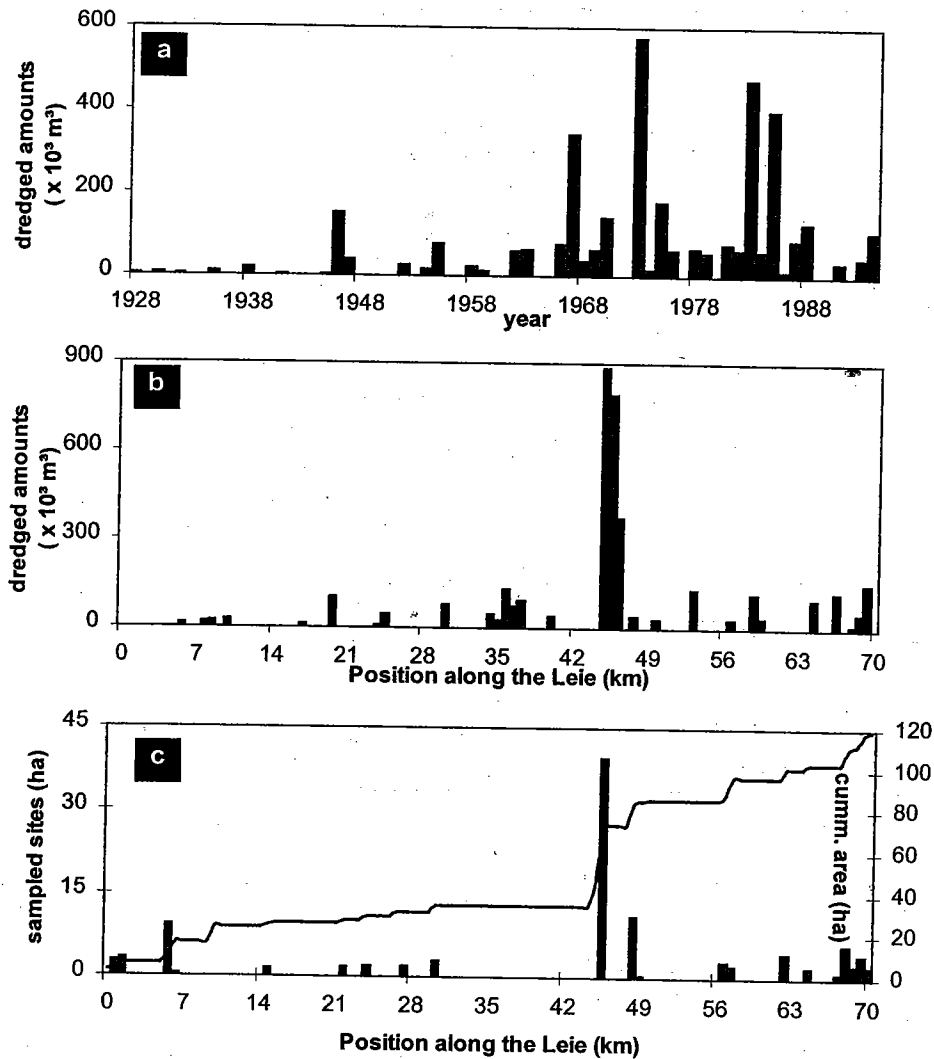 a
dredged amounts
( x 10³ m³)
600
400
200
0
1928 1938 1948 1958 1968 1978 1988
year
b
dredged amounts
( x 10³ m³)
900
600
300
0
0 7 14 21 28 35 42 49 56 63 70
Position along the Leie (km)
c
sampled sites (ha)
45
30
15
0
120
100
80
60
40
20
0
cumm. area (ha)
0 7 14 22 28 35 42 49 56 63 70
Position along the Leie (km)